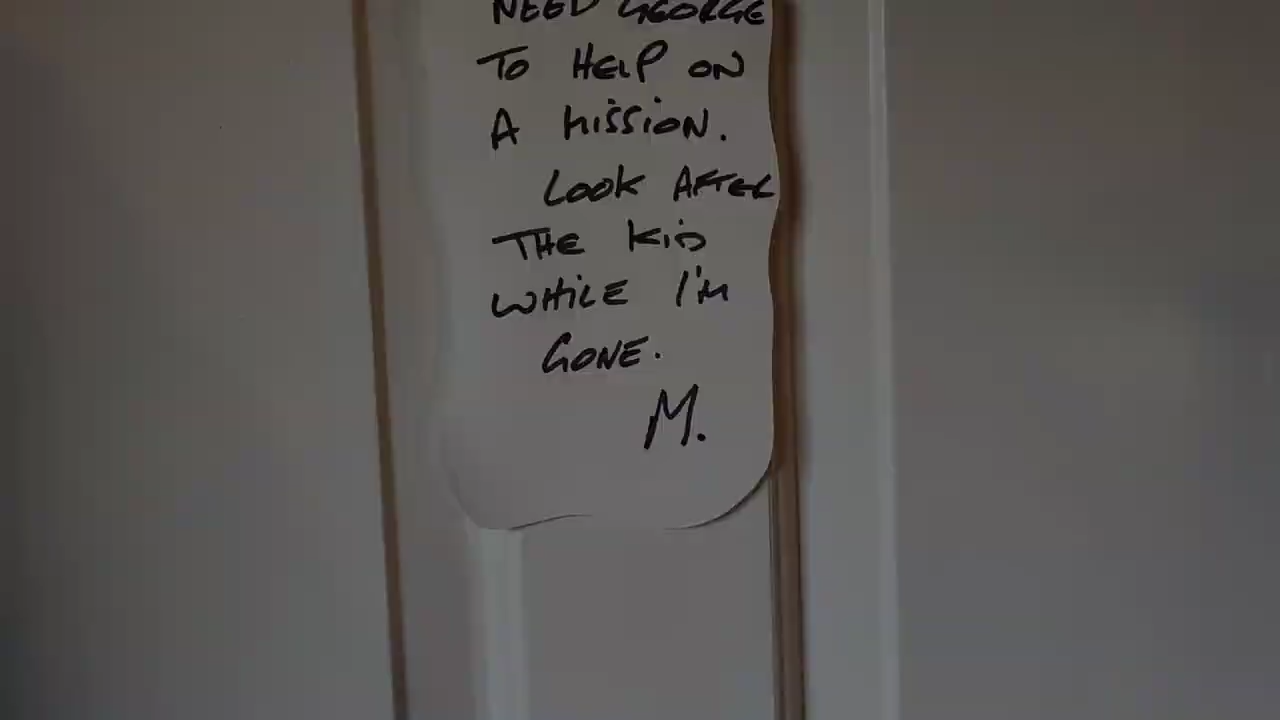 NEED GEORGE
TO HELP ON
A MISSION.
LOOK AFTER
THE KID
WHILE I'M
GONE.
M.